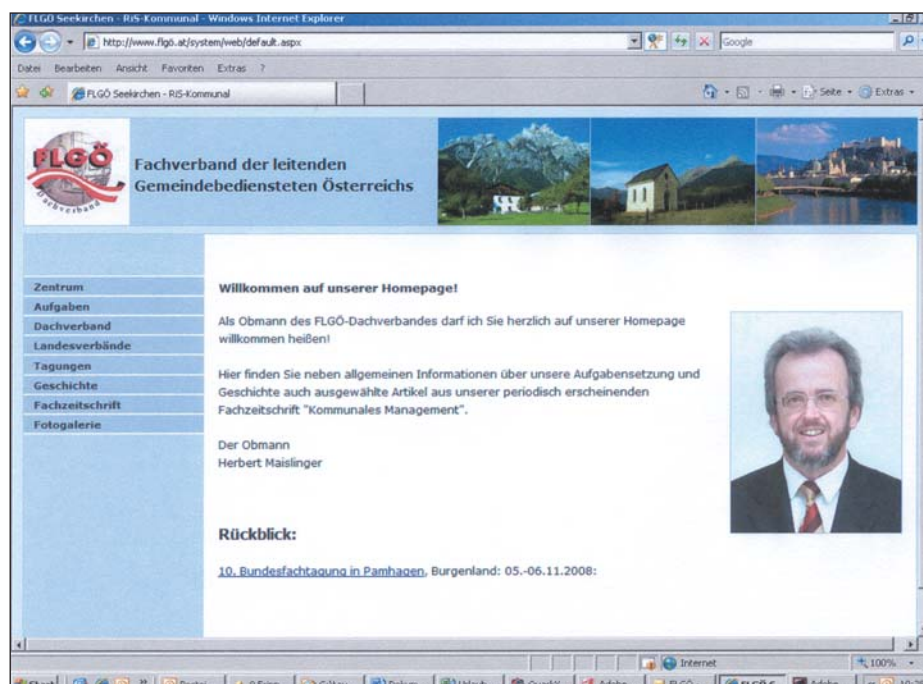 FLGÖ Seekirchen - RiS-Kommunal - Windows Internet Explorer
http://www.flgö.at/system/web/default.aspx
Google
Datei Bearbeiten Ansicht Favoriten Extras ?
FLGÖ Seekirchen - RiS-Kommunal
Seite
Extras
FLGÖ
Dachverband
Fachverband der leitenden
Gemeindebediensteten Österreichs
Zentrum
Aufgaben
Dachverband
Landesverbände
Tagungen
Geschichte
Fachzeitschrift
Fotogalerie
Willkommen auf unserer Homepage!
Als Obmann des FLGÖ-Dachverbandes darf ich Sie herzlich auf unserer Homepage
willkommen heißen!
Hier finden Sie neben allgemeinen Informationen über unsere Aufgabensetzung und
Geschichte auch ausgewählte Artikel aus unserer periodisch erscheinenden
Fachzeitschrift "Kommunales Management".
Der Obmann
Herbert Maislinger
Rückblick:
10. Bundesfachtagung in Pamhagen, Burgenland: 05.-06.11.2008:
Internet
100%